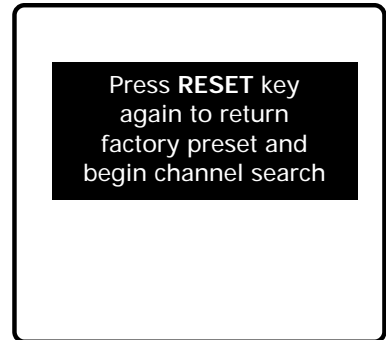 Press RESET key
again to return
factory preset and
begin channel search